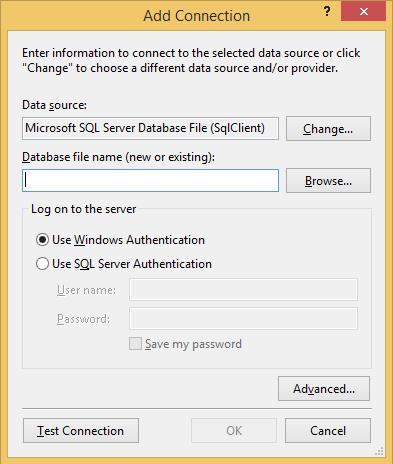 Add Connection
?
Enter information to connect to the selected data source or click
"Change" to choose a different data source and/or provider.
Data source:
Microsoft SQL Server Database File (SqlClient)
Change...
Database file name (new or existing):
Browse...
Log on to the server
Use Windows Authentication
Use SQL Server Authentication
User name:
Password:
Save my password
Advanced...
Test Connection
OK
Cancel